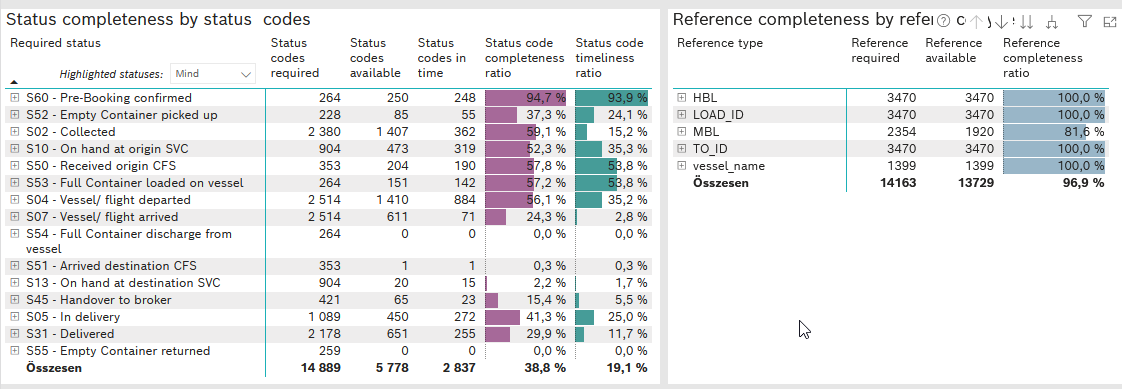 Status completeness by status codes
Required status
Status codes required
Status codes available
Status codes in time
Status code completeness ratio
Status code timeliness ratio
Highlighted statuses: Mind
S60 - Pre-Booking confirmed 264 250 248 94,7 % 93,9 %
S52 - Empty Container picked up 228 85 55 37,3 % 24,1 %
S02 - Collected 2 380 1 407 362 59,1 % 15,2 %
S10 - On hand at origin SVC 904 473 319 52,3 % 35,3 %
S50 - Received origin CFS 353 204 190 57,8 % 53,8 %
S53 - Full Container loaded on vessel 264 151 142 57,2 % 53,8 %
S04 - Vessel/ flight departed 2 514 1 410 884 56,1 % 35,2 %
S07 - Vessel/ flight arrived 2 514 611 71 24,3 % 2,8 %
S54 - Full Container discharge from vessel 264 0 0 0,0 % 0,0 %
S51 - Arrived destination CFS 353 1 1 0,3 % 0,3 %
S13 - On hand at destination SVC 904 20 15 2,2 % 1,7 %
S45 - Handover to broker 421 65 23 15,4 % 5,5 %
S05 - In delivery 1 089 450 272 41,3 % 25,0 %
S31 - Delivered 2 178 651 255 29,9 % 11,7 %
S55 - Empty Container returned 259 0 0 0,0 % 0,0 %
Összesen 14 889 5 778 2 837 38,8 % 19,1 %
Reference completeness by
Reference type
Reference required
Reference available
Reference completeness ratio
HBL 3470 3470 100,0 %
LOAD_ID 3470 3470 100,0 %
MBL 2354 1920 81,6 %
TO_ID 3470 3470 100,0 %
vessel_name 1399 1399 100,0 %
Összesen 14163 13729 96,9 %